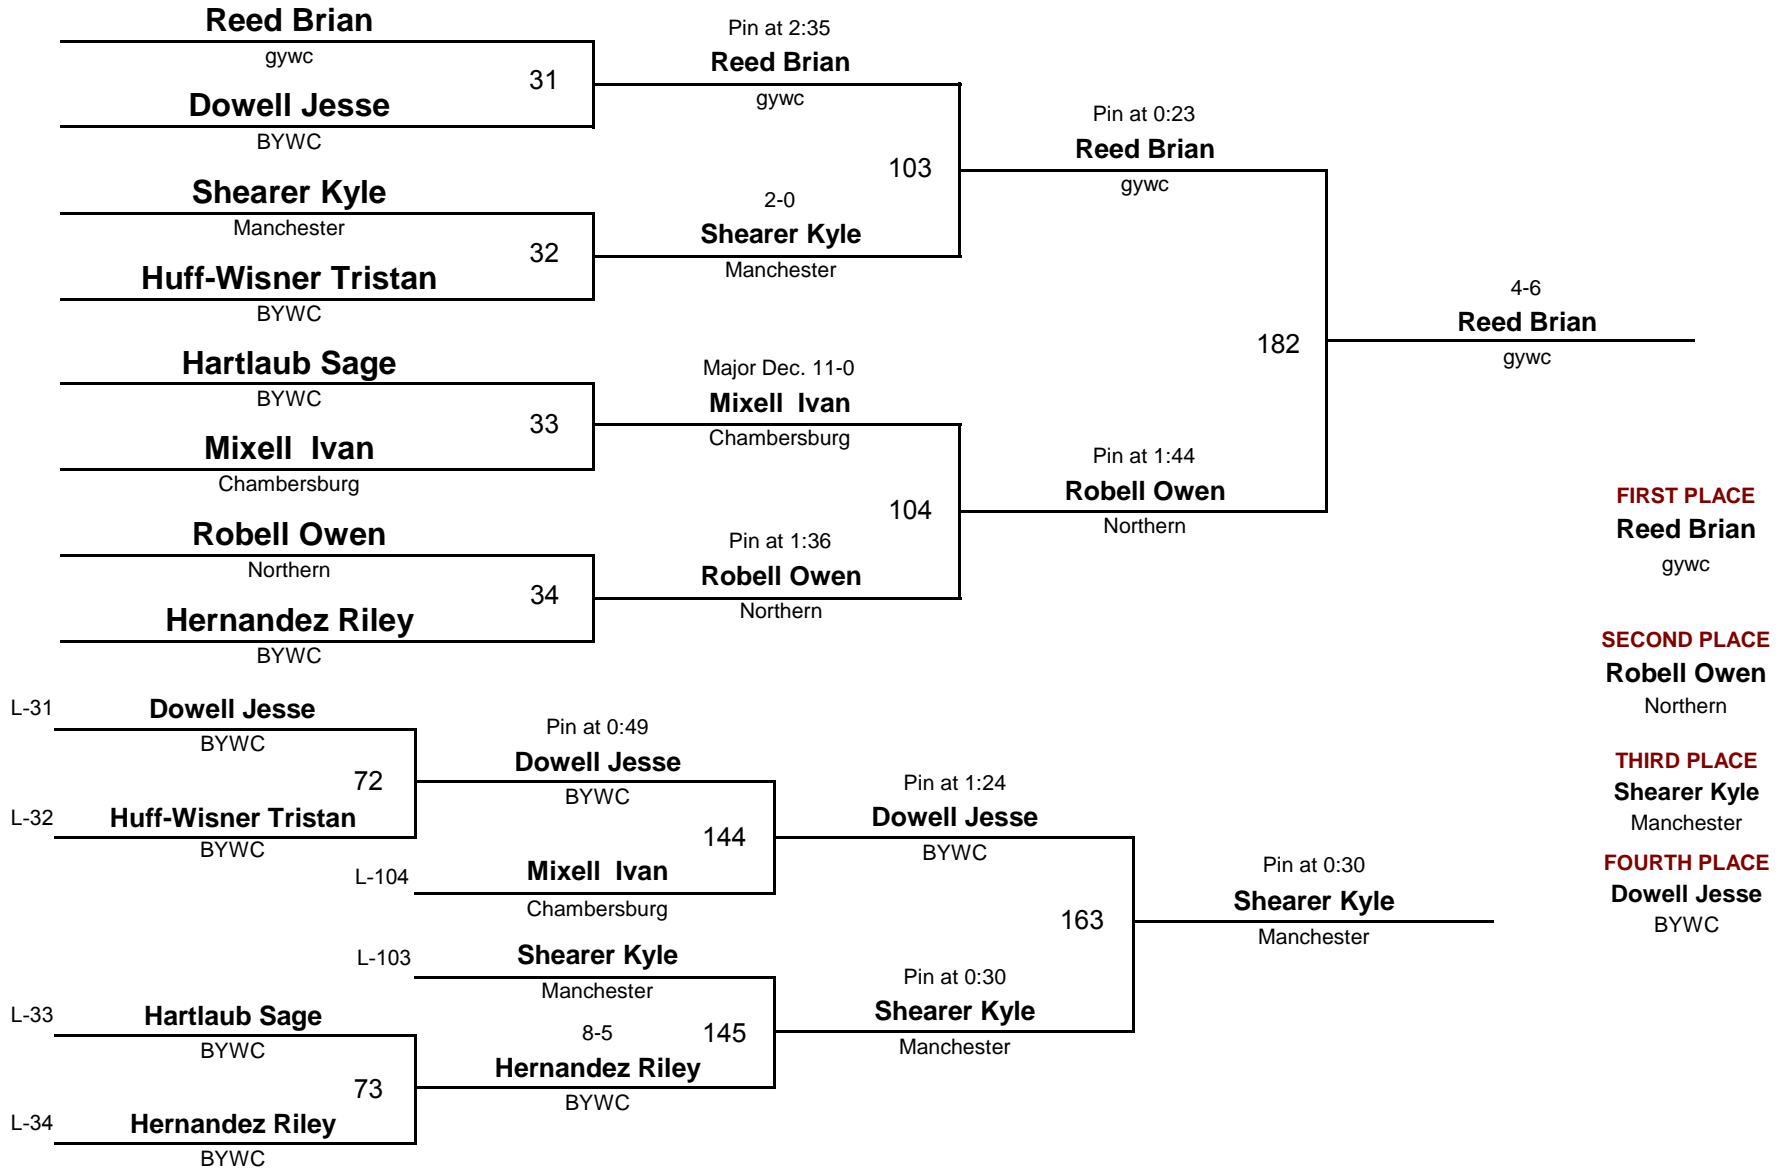 Reed Brian
gywc
31
Dowell Jesse
BYWC
Shearer Kyle
Manchester
32
Huff-Wisner Tristan
BYWC
Hartlaub Sage
BYWC
33
Mixell  Ivan
Chambersburg
Robell Owen
Northern
34
Hernandez Riley
BYWC
Pin at 2:35
Reed Brian
gywc
103
2-0
Shearer Kyle
Manchester
Major Dec. 11-0
Mixell  Ivan
Chambersburg
104
Pin at 1:36
Robell Owen
Northern
Pin at 0:23
Reed Brian
gywc
182
Pin at 1:44
Robell Owen
Northern
4-6
Reed Brian
gywc
FIRST PLACE
Reed Brian
gywc
SECOND PLACE
Robell Owen
Northern
THIRD PLACE
Shearer Kyle
Manchester
FOURTH PLACE
Dowell Jesse
BYWC
L-31
Dowell Jesse
BYWC
72
L-32
Huff-Wisner Tristan
BYWC
Pin at 0:49
Dowell Jesse
BYWC
144
L-104
Mixell  Ivan
Chambersburg
L-103
Shearer Kyle
Manchester
L-33
Hartlaub Sage
BYWC
73
L-34
Hernandez Riley
BYWC
8-5
145
Hernandez Riley
BYWC
Pin at 1:24
Dowell Jesse
BYWC
163
Pin at 0:30
Shearer Kyle
Manchester
Pin at 0:30
Shearer Kyle
Manchester